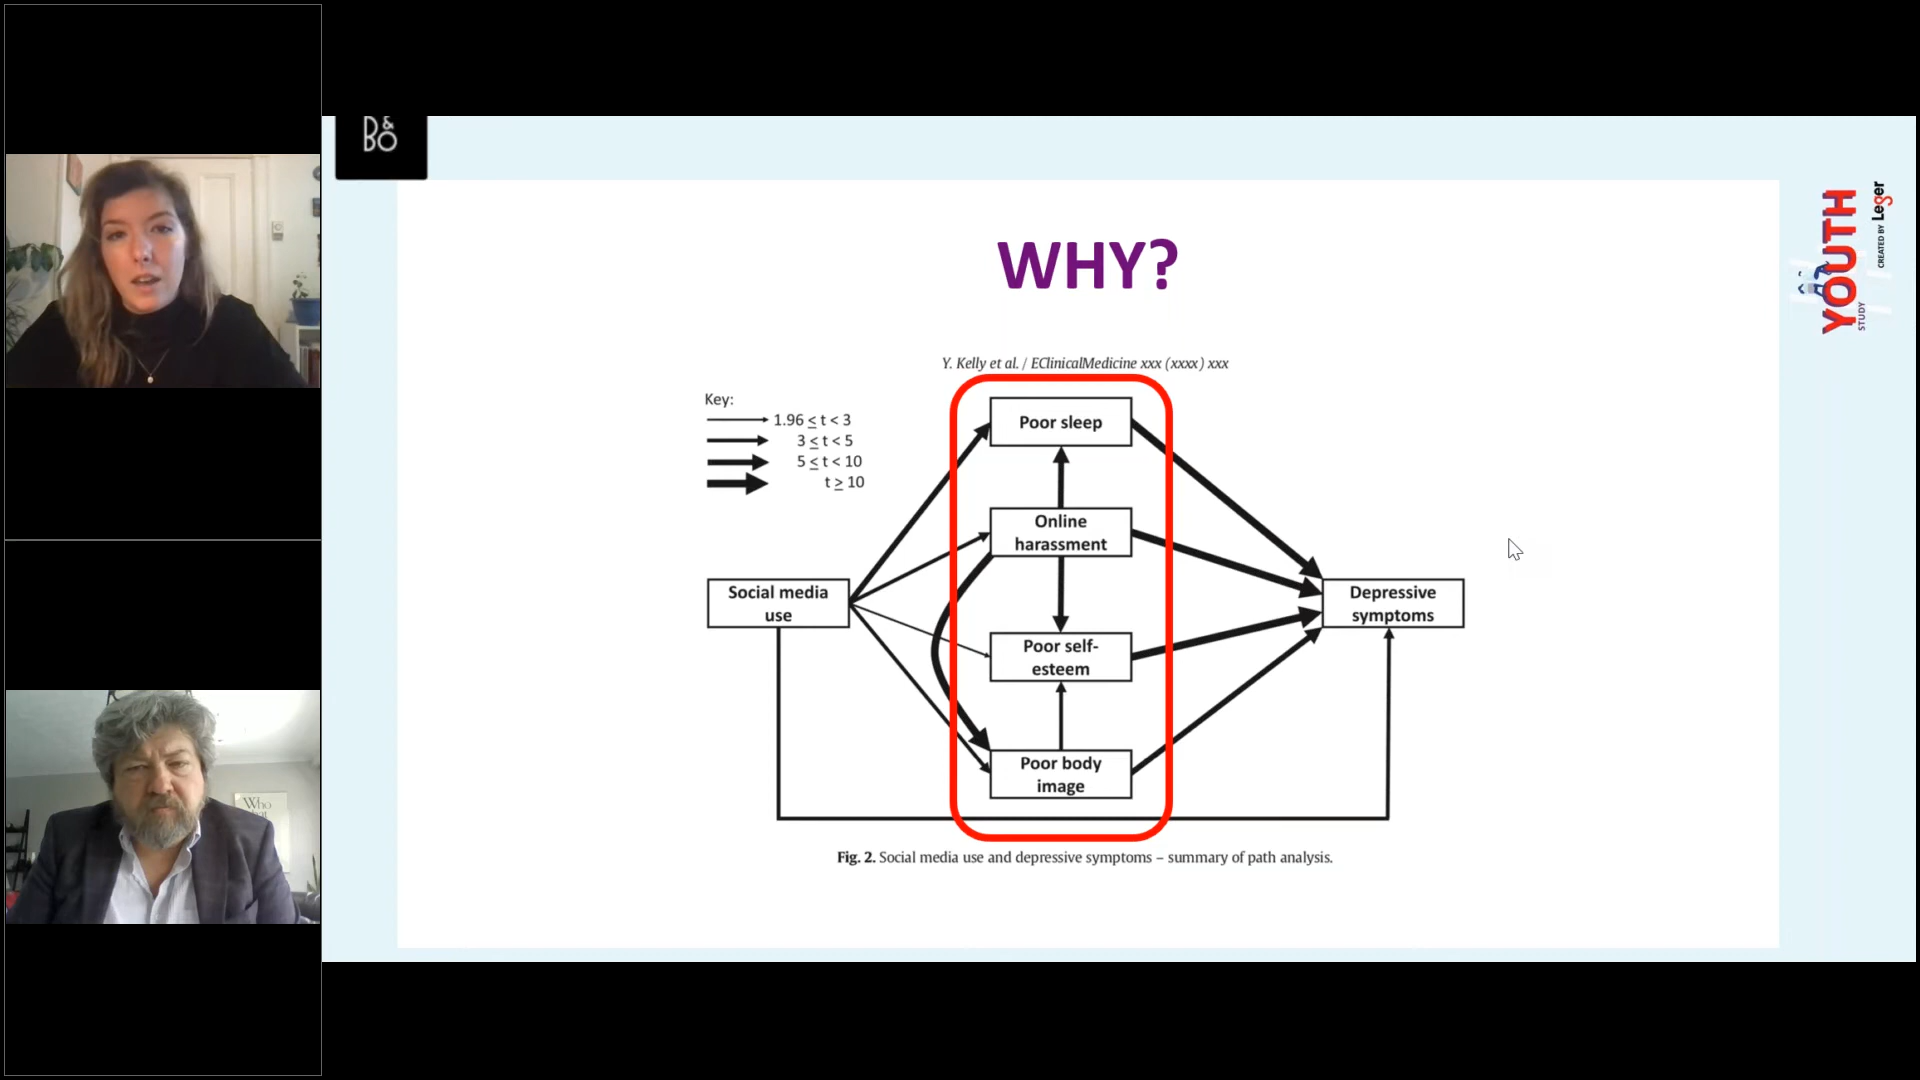 B&O
WHY?
YOUTH
STUDY
CREATED BY Leger
Y. Kelly et al. / EClinicalMedicine xxx (xxxx) xxx
Key:
1.96 ≤ t < 3
3 ≤ t < 5
5 ≤ t < 10
t ≥ 10
Poor sleep
Online
harassment
Social media
use
Depressive
symptoms
Poor self-
esteem
Poor body
image
Fig. 2. Social media use and depressive symptoms – summary of path analysis.
Who